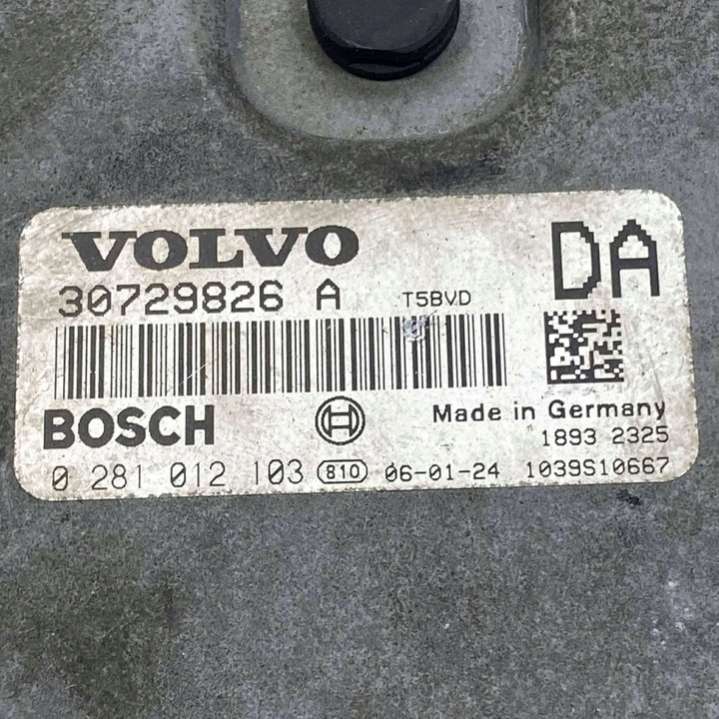 VOLVO
DA
30729826 A T5BVD
BOSCH
Made in Germany
1893 2325
0 281 012 103 810 06-01-24 1039S10667